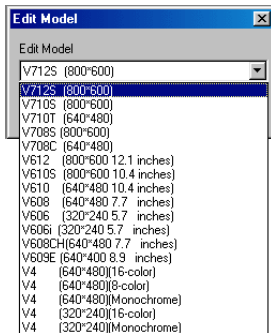 Edit Model
Edit Model
V712S (800*600)
V712S (800*600)
V710S (800*600)
V710T (640*480)
V708S (800*600)
V708C (640*480)
V612 (800*600 12.1 inches)
V610S (800*600 10.4 inches)
V610 (640*480 10.4 inches)
V608 (640*480 7.7 inches)
V606 (320*240 5.7 inches)
V606i (320*240 5.7 inches)
V608CH(640*480 7.7 inches)
V609E (640*400 8.9 inches)
V4 (640*480)(16-color)
V4 (640*480)(8-color)
V4 (640*480)(Monochrome)
V4 (320*240)(16-color)
V4 (320*240)(Monochrome)